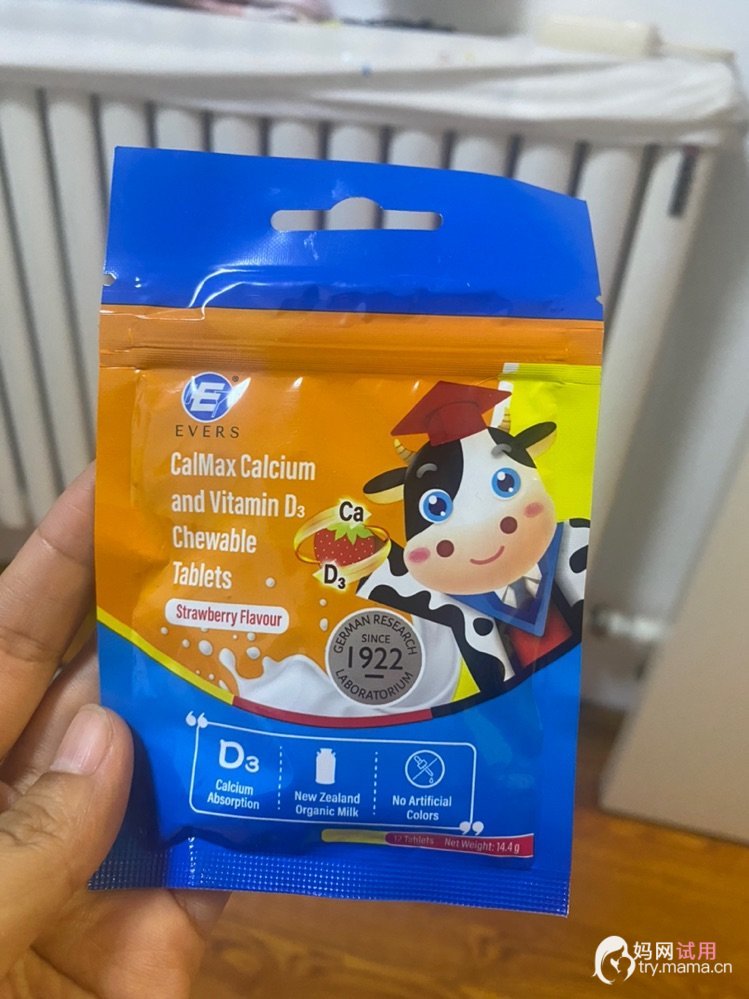 E®
EVERS
CalMax Calcium
and Vitamin D₃
Chewable
Tablets
Strawberry Flavour
Ca
D₃
GERMAN RESEARCH
SINCE
1922
LABORATORIUM
D₃
Calcium
Absorption
New Zealand
Organic Milk
No Artificial
Colors
Tablets Net Weight: 14.4 g
妈网试用
try.mama.cn